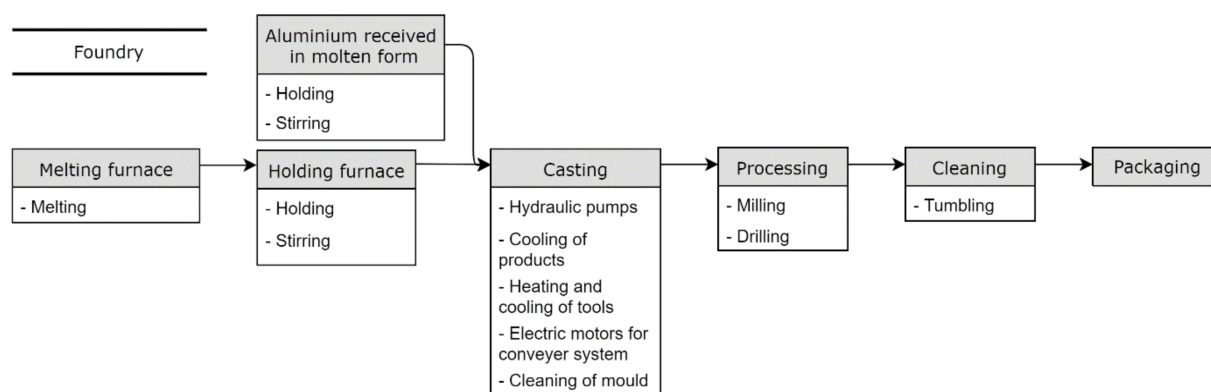 Foundry
Aluminium received
in molten form
- Holding
- Stirring
Melting furnace
- Melting
Holding furnace
- Holding
- Stirring
Casting
- Hydraulic pumps
- Cooling of
products
- Heating and
cooling of tools
- Electric motors for
conveyer system
- Cleaning of mould
Processing
- Milling
- Drilling
Cleaning
- Tumbling
Packaging